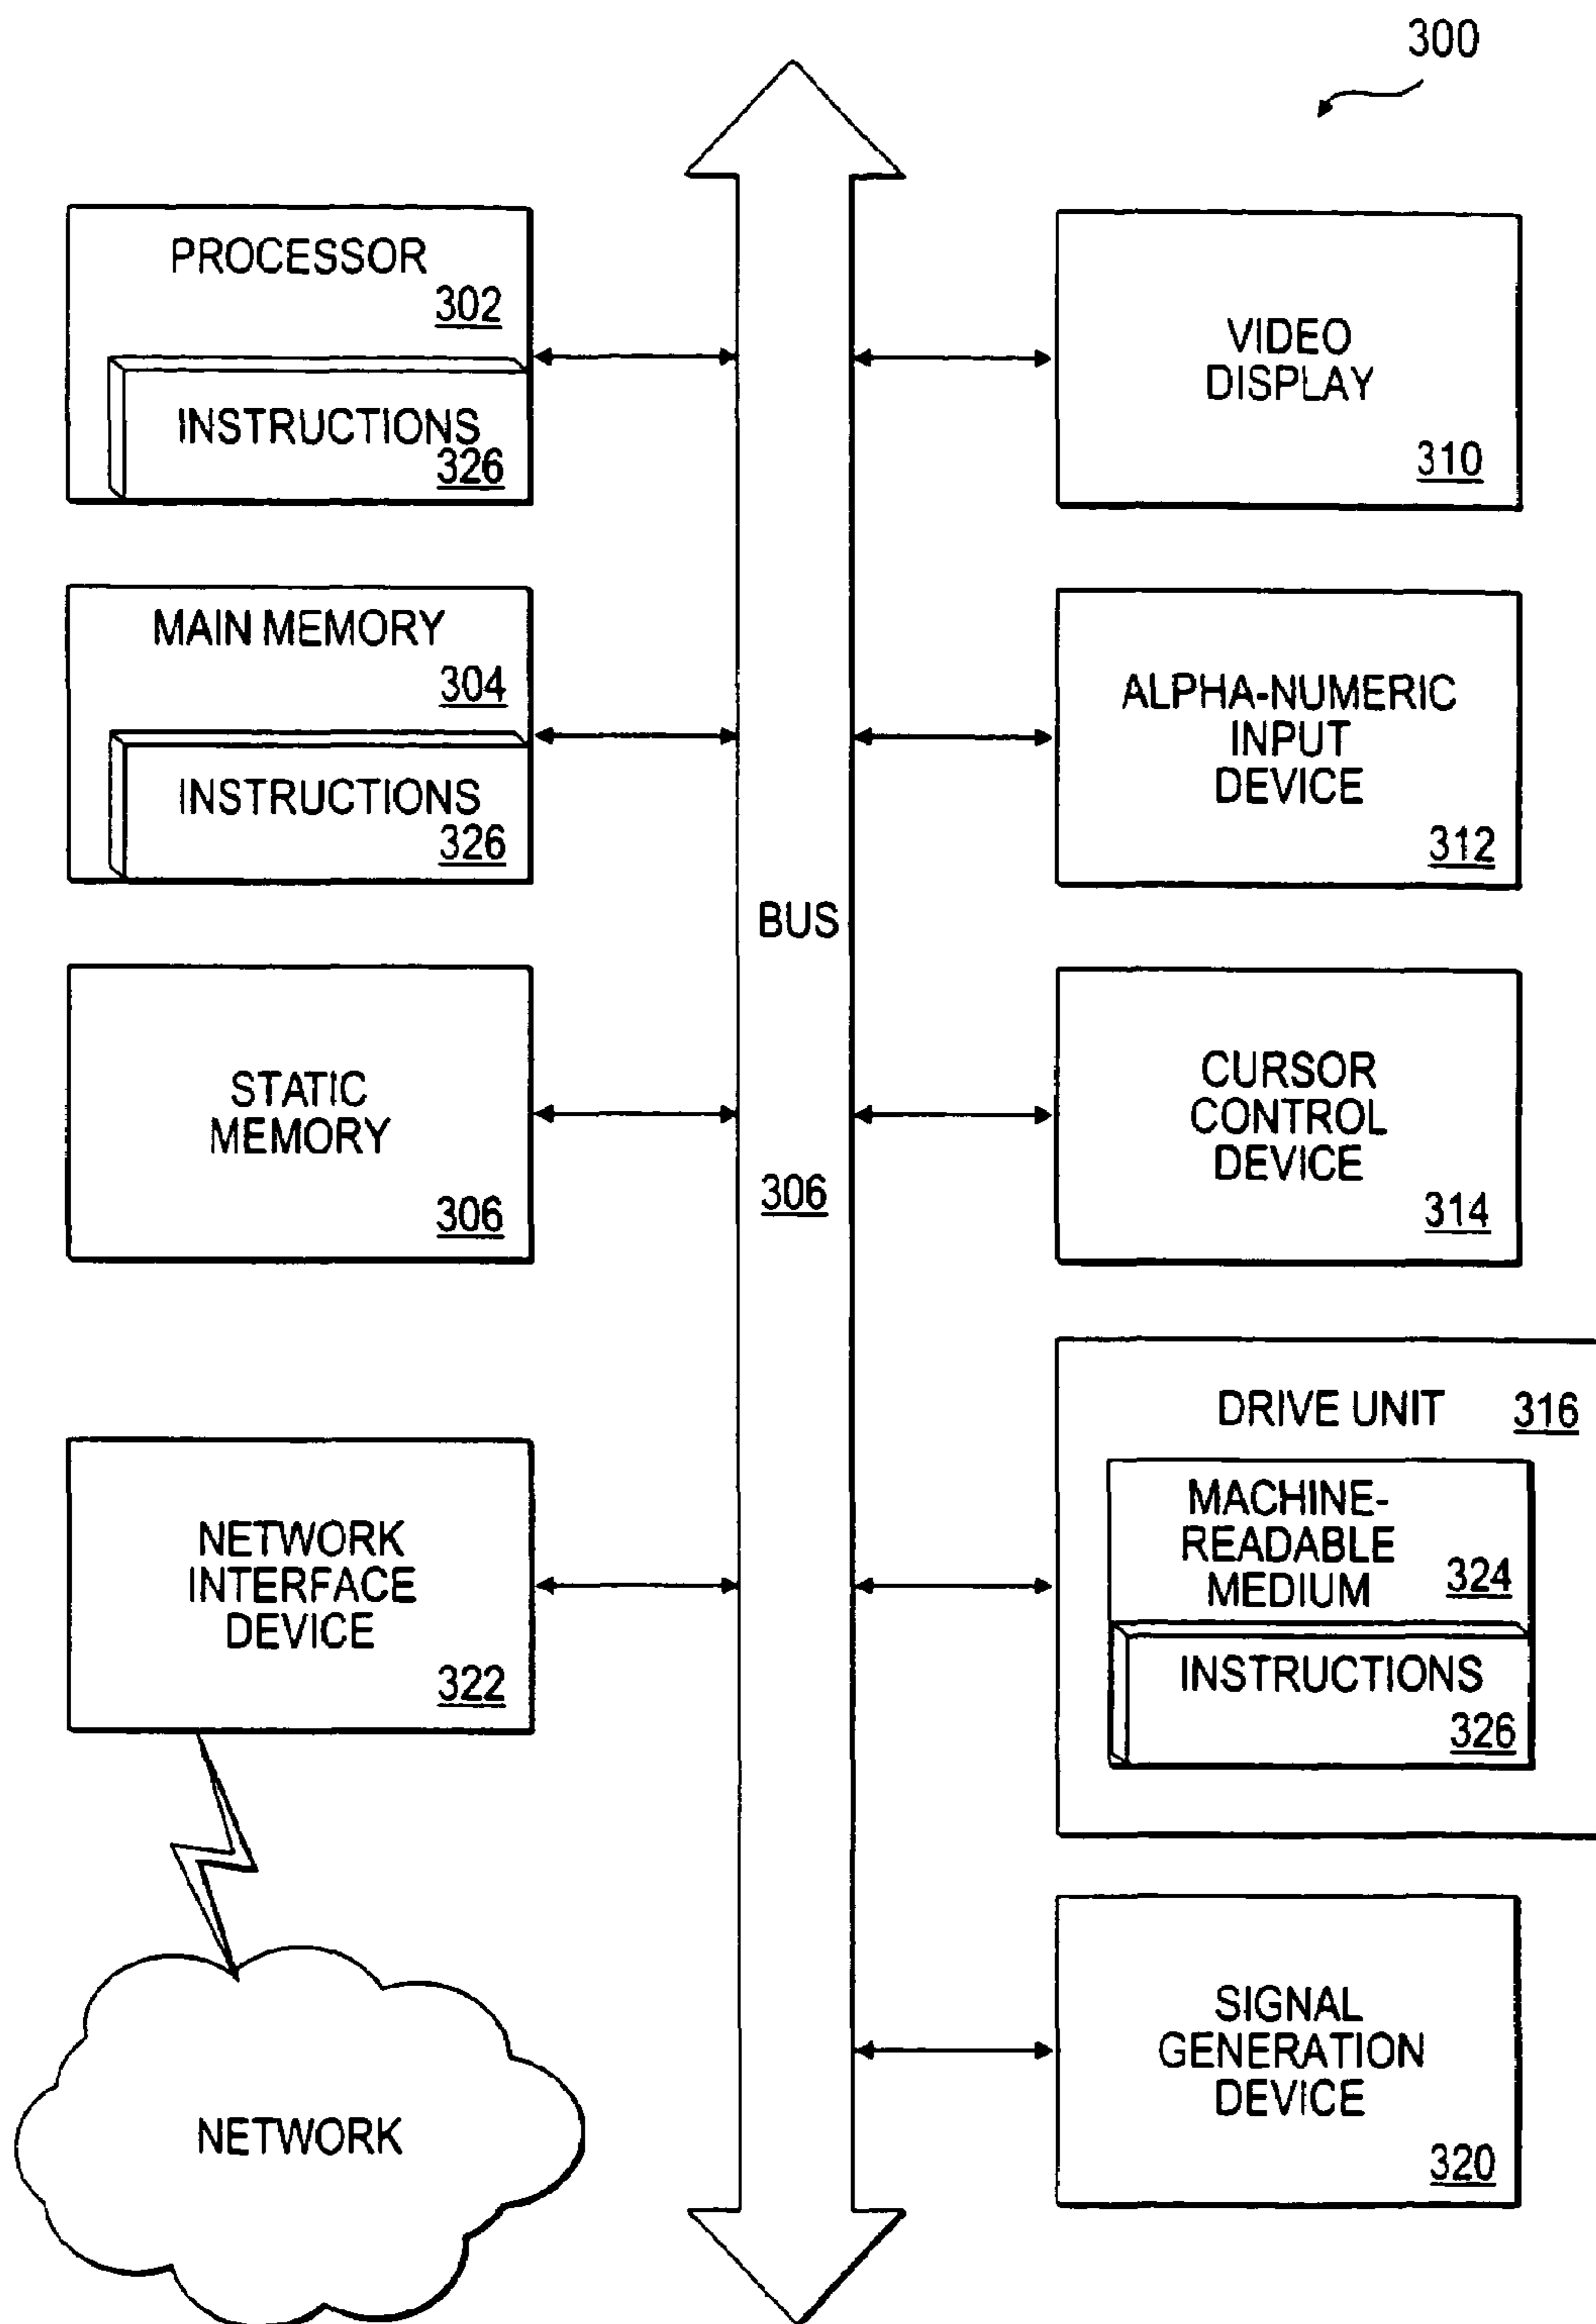 300
PROCESSOR
302
INSTRUCTIONS
326
MAIN MEMORY
304
INSTRUCTIONS
326
STATIC
MEMORY
306
NETWORK
INTERFACE
DEVICE
322
NETWORK
BUS
306
VIDEO
DISPLAY
310
ALPHA-NUMERIC
INPUT
DEVICE
312
CURSOR
CONTROL
DEVICE
314
DRIVE UNIT 316
MACHINE-
READABLE
MEDIUM 324
INSTRUCTIONS
326
SIGNAL
GENERATION
DEVICE
320